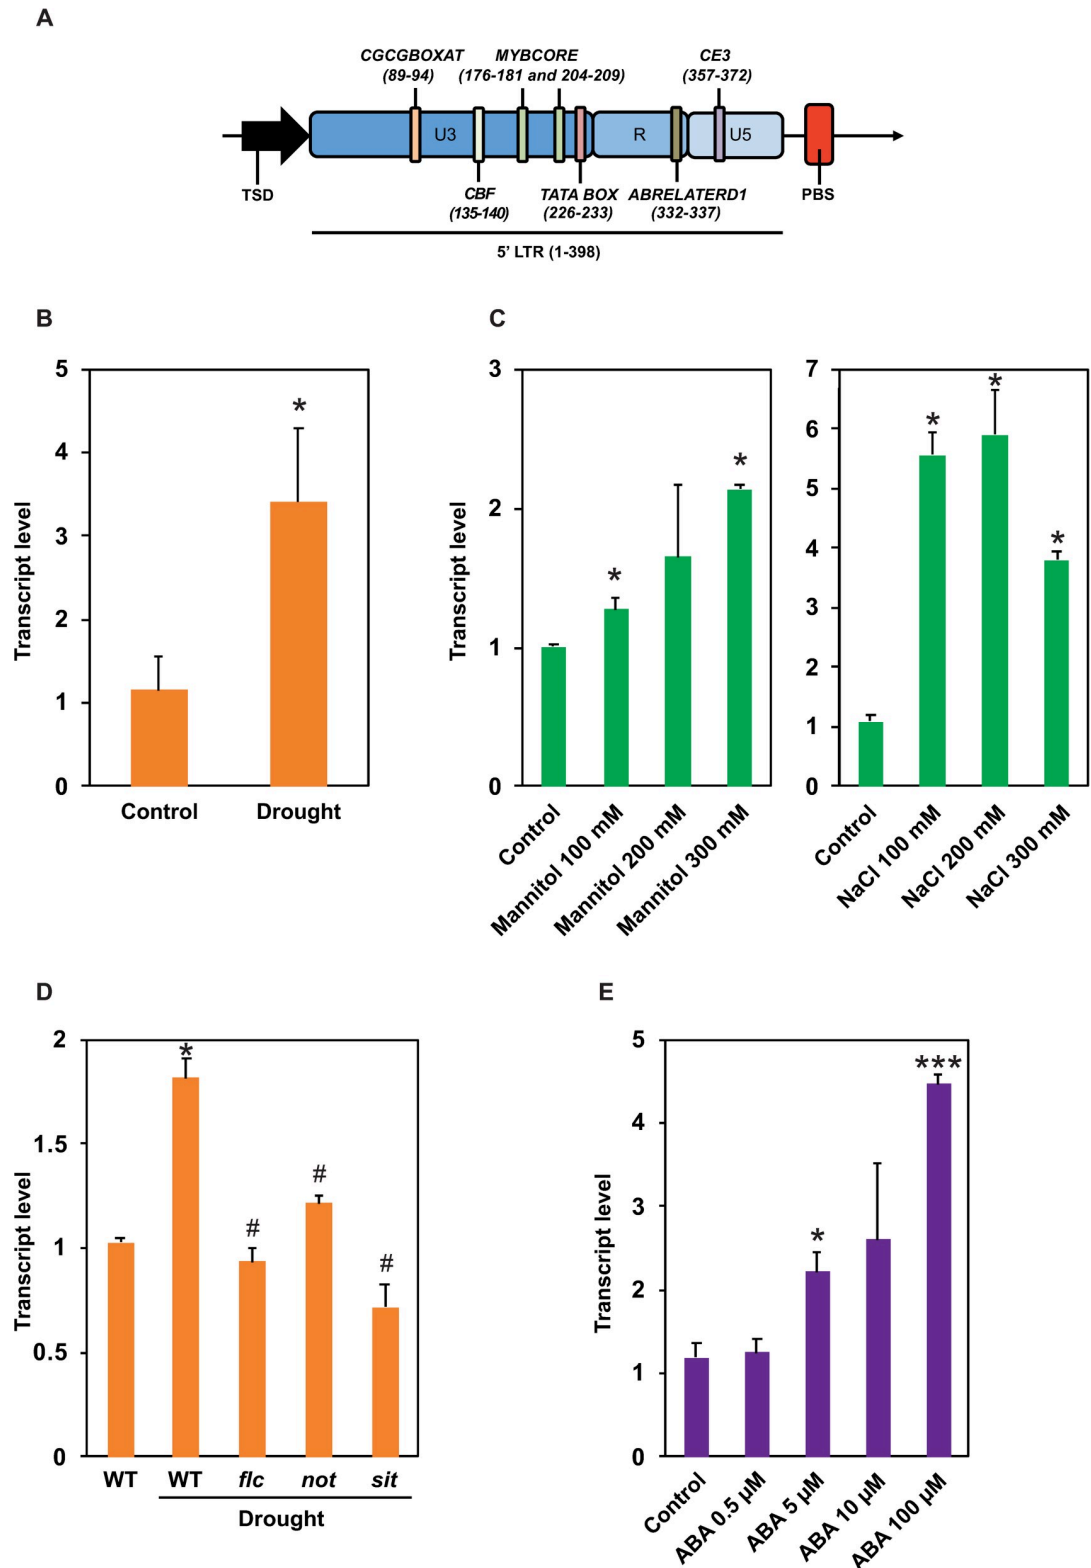 A
CGCGBOXAT MYBCORE CE3
(89-94) (176-181 and 204-209) (357-372)
U3 R U5
TSD CBF TATA BOX ABRELATERD1 PBS
(135-140) (226-233) (332-337)
5’ LTR (1-398)
B
5
4
3
2
1
0
Transcript level
*
Control Drought
C
3
2
1
0
Transcript level
*
*
Control
Mannitol 100 mM
Mannitol 200 mM
Mannitol 300 mM
7
6
5
4
3
2
1
0
*
*
*
Control
NaCl 100 mM
NaCl 200 mM
NaCl 300 mM
D
2
1.5
1
0.5
0
Transcript level
*
#
#
#
WT WT flc not sit
Drought
E
5
4
3
2
1
0
Transcript level
*
***
Control
ABA 0.5 µM
ABA 5 µM
ABA 10 µM
ABA 100 µM